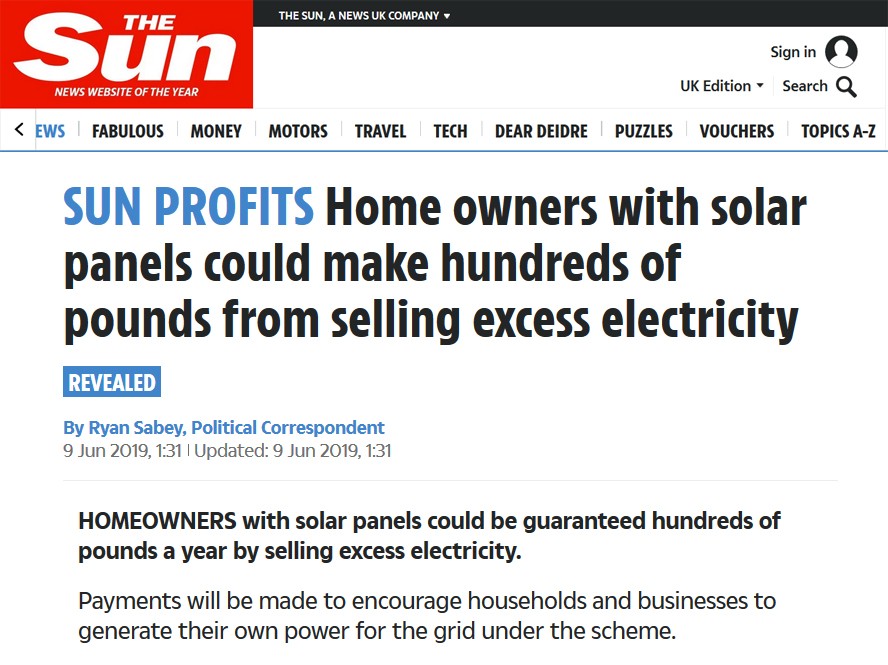 THE SUN, A NEWS UK COMPANY ▾
THE
Sun
NEWS WEBSITE OF THE YEAR
Sign in
UK Edition ▾ Search
EWS FABULOUS MONEY MOTORS TRAVEL TECH DEAR DEIDRE PUZZLES VOUCHERS TOPICS A-Z
SUN PROFITS Home owners with solar
panels could make hundreds of
pounds from selling excess electricity
REVEALED
By Ryan Sabey, Political Correspondent
9 Jun 2019, 1:31 | Updated: 9 Jun 2019, 1:31
HOMEOWNERS with solar panels could be guaranteed hundreds of
pounds a year by selling excess electricity.
Payments will be made to encourage households and businesses to
generate their own power for the grid under the scheme.